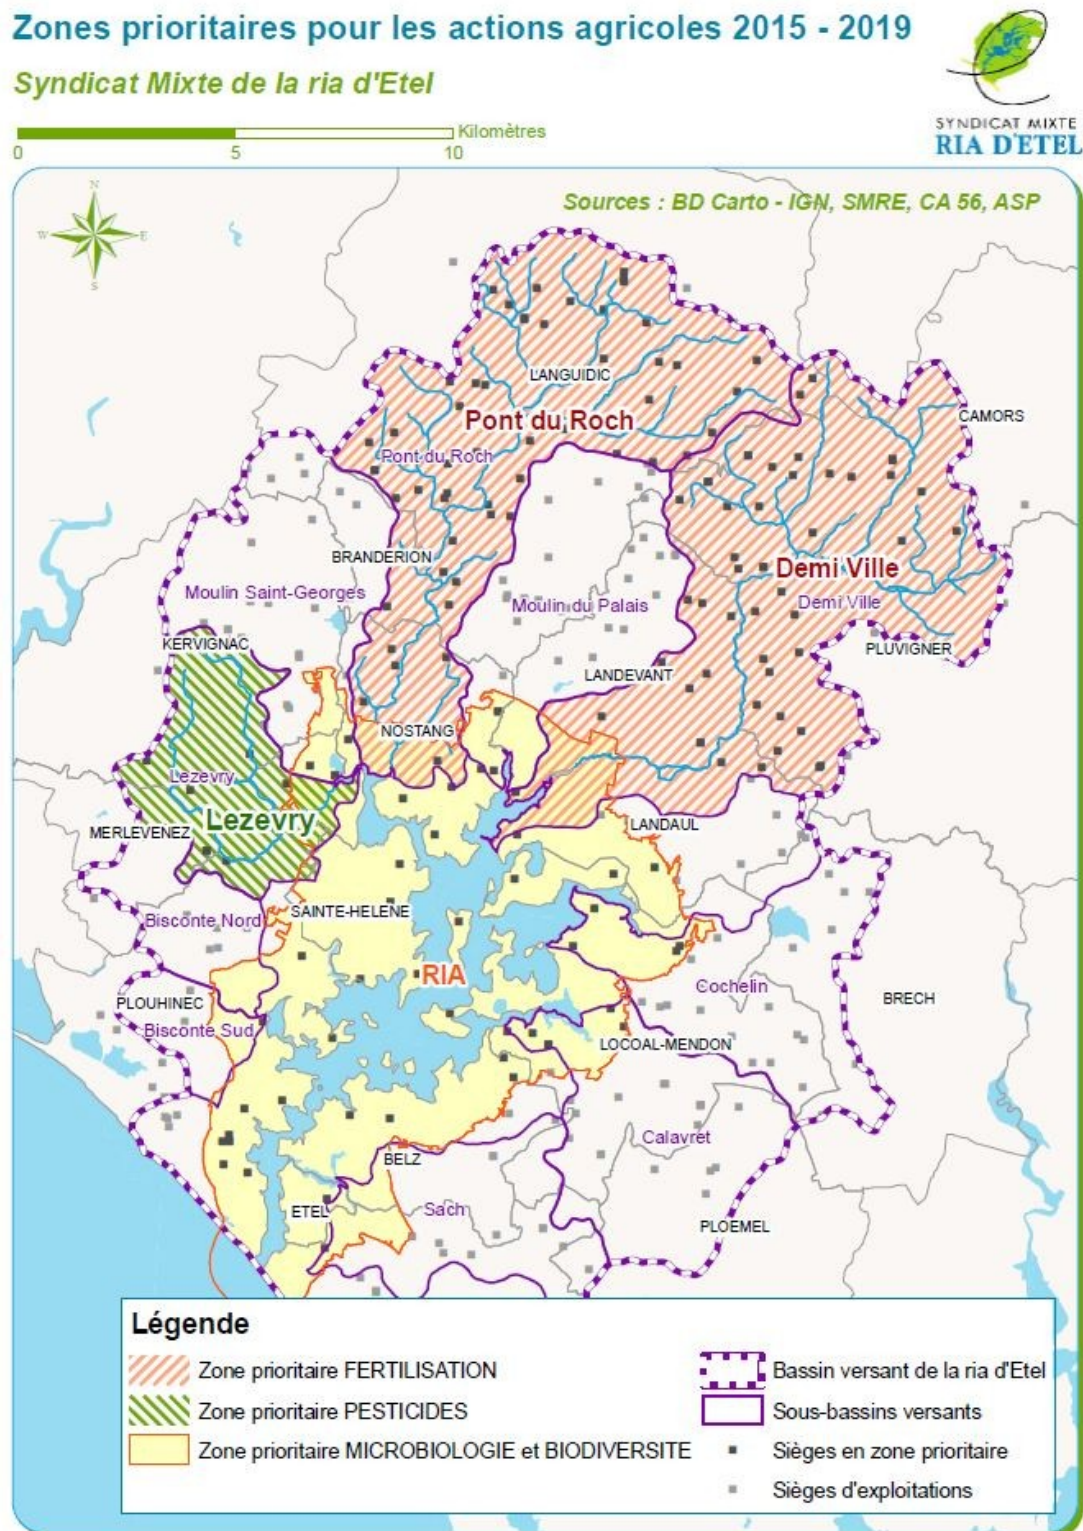 Zones prioritaires pour les actions agricoles 2015 - 2019
Syndicat Mixte de la ria d'Etel
SYNDICAT MIXTE
RIA D'ETEL
Kilomètres
0 5 10
Sources : BD Carto - IGN, SMRE, CA 56, ASP
N
W E
S
LANGUIDIC
Pont du Roch
CAMORS
Pont du Roch
BRANDERION
Demi Ville
Moulin Saint-Georges
Moulin du Palais
Demi Ville
KERVIGNAC
PLUVIGNER
LANDEVANT
NOSTANG
Lezevry
Lezevry
MERLEVENEZ
LANDAUL
SAINTE-HELENE
Bisconte Nord
RIA
Cochelin
PLOUHINEC
BRECH
Bisconte Sud
LOCOAL-MENDON
Calavret
BELZ
ETEL
Sach
PLOEMEL
Légende
Zone prioritaire FERTILISATION
Zone prioritaire PESTICIDES
Zone prioritaire MICROBIOLOGIE et BIODIVERSITE
Bassin versant de la ria d'Etel
Sous-bassins versants
Sièges en zone prioritaire
Sièges d'exploitations